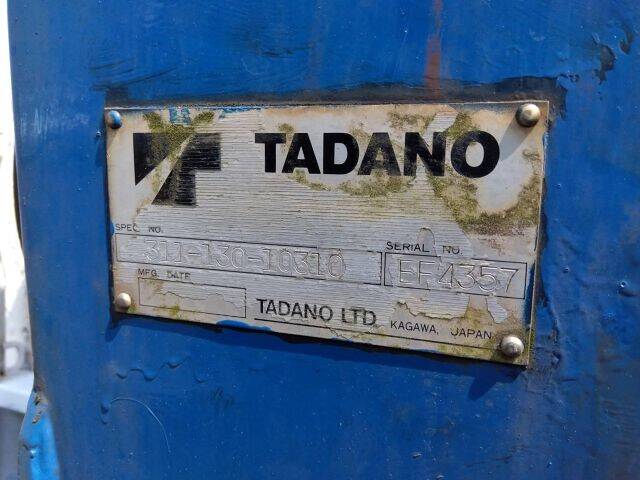 TADANO
SPEC. NO.
311-130-10310
SERIAL NO.
EF4357
MFG. DATE
TADANO LTD.
KAGAWA, JAPAN